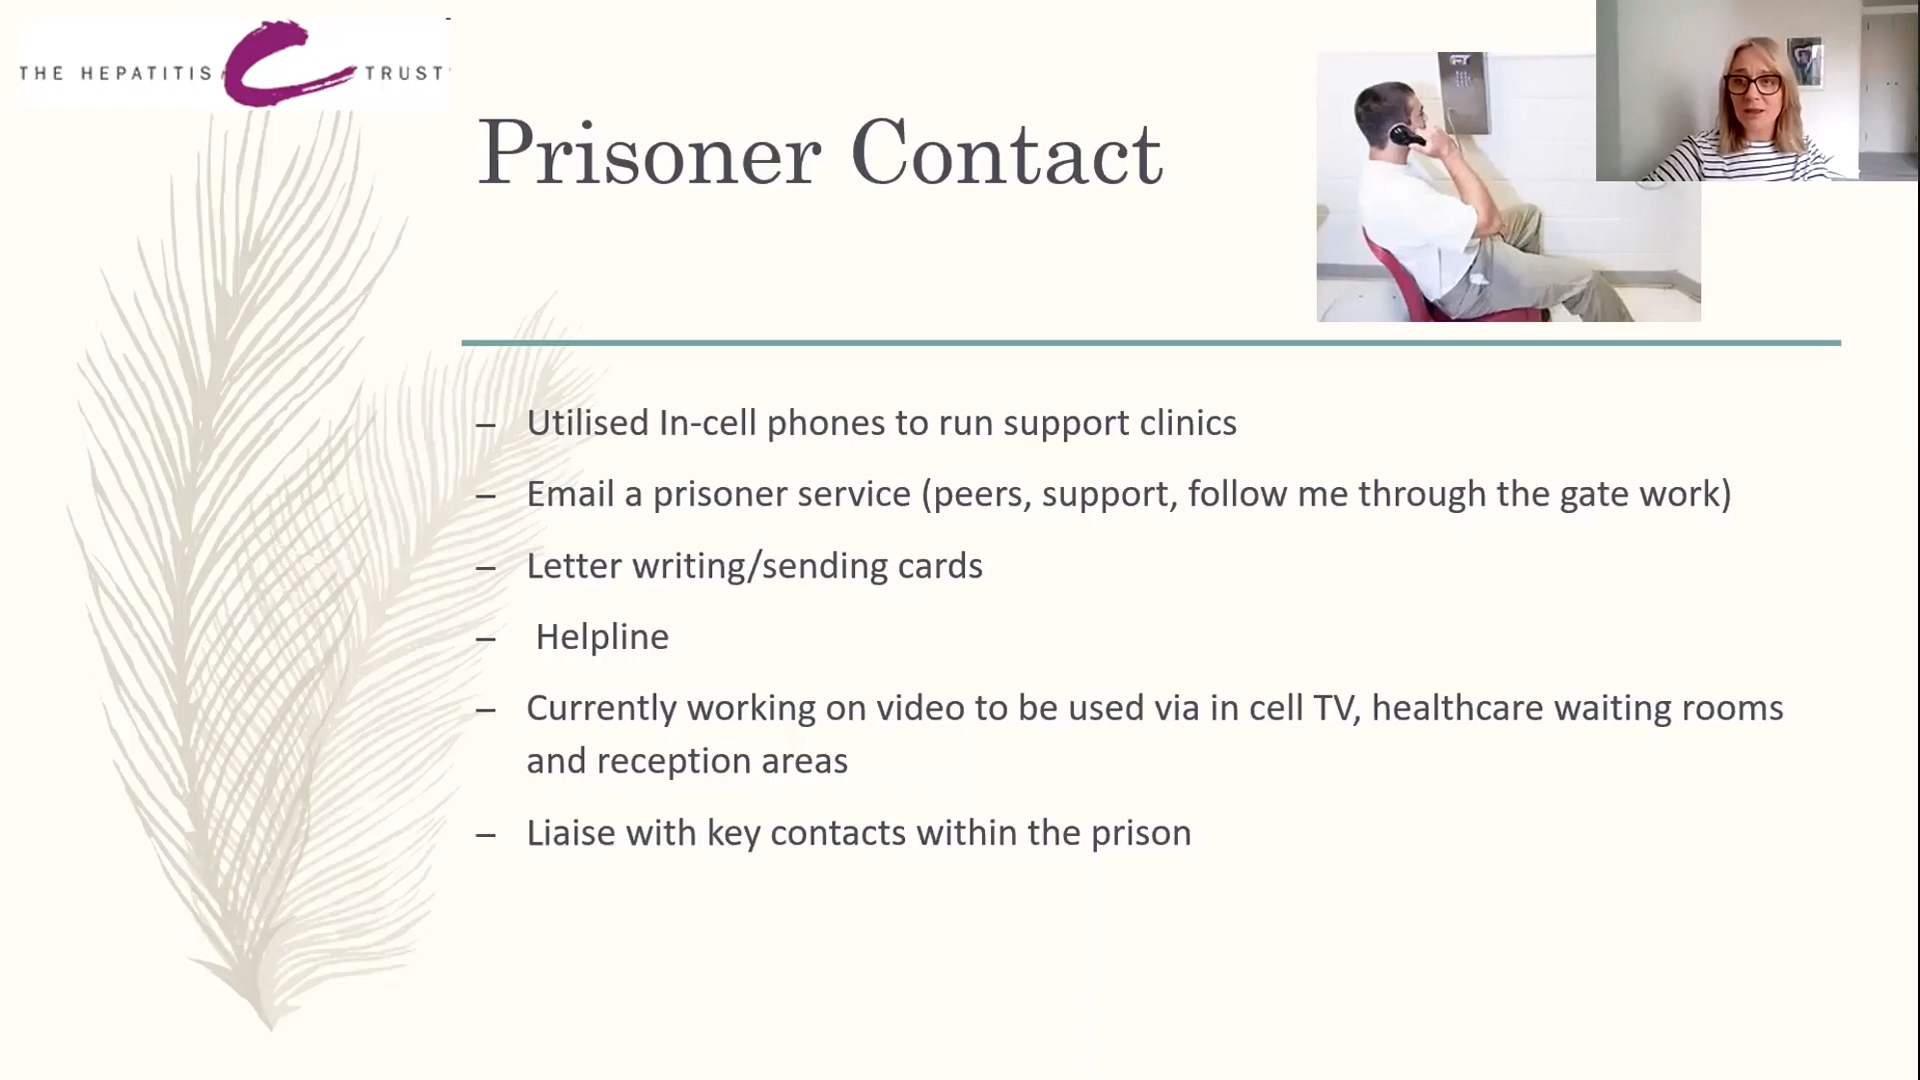 THE HEPATITIS C TRUST
Prisoner Contact
– Utilised In-cell phones to run support clinics
– Email a prisoner service (peers, support, follow me through the gate work)
– Letter writing/sending cards
– Helpline
– Currently working on video to be used via in cell TV, healthcare waiting rooms
and reception areas
– Liaise with key contacts within the prison